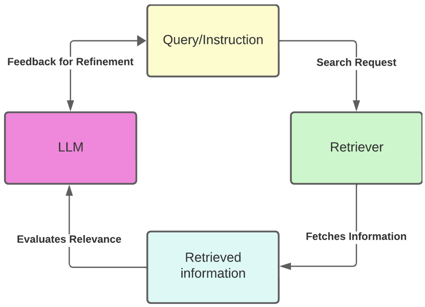 Query/Instruction
Feedback for Refinement
Search Request
LLM
Retriever
Evaluates Relevance
Fetches Information
Retrieved
information